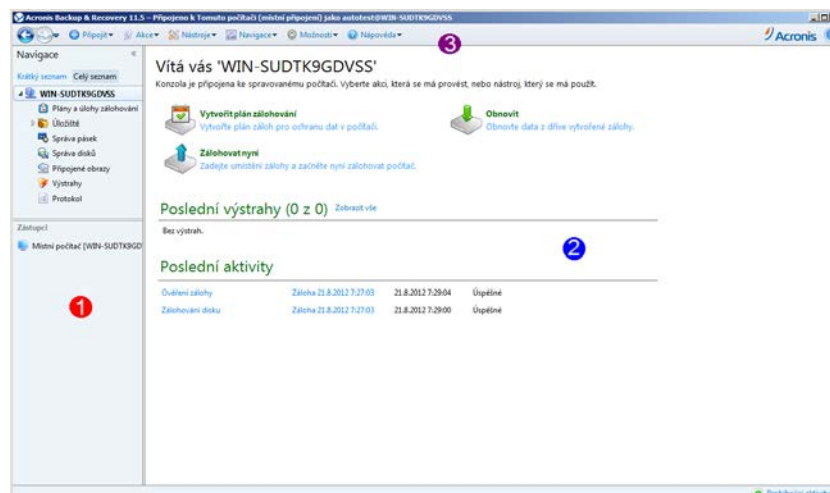 Acronis Backup & Recovery 11.5 - Připojeno k Tomuto počítači (místní připojení) jako autotest@WIN-SUDTK9GDVSS
Připojit Akce Nástroje Navigace Možnosti Nápověda
3
Acronis
Navigace
Krátký seznam Celý seznam
WIN-SUDTK9GDVSS
Plány a úlohy zálohování
Úložiště
Správa pásek
Správa disků
Připojené obrazy
Výstrahy
Protokol
Zástupci
Místní počítač [WIN-SUDTK9GD
1
Vítá vás 'WIN-SUDTK9GDVSS'
Konzola je připojena ke spravovanému počítači. Vyberte akci, která se má provést, nebo nástroj, který se má použít.
Vytvořit plán zálohování
Vytvořte plán záloh pro ochranu dat v počítači.
Obnovit
Obnovte data z dříve vytvořené zálohy.
Zálohovat nyní
Zadejte umístění zálohy a začněte nyní zálohovat počítač.
Poslední výstrahy (0 z 0) Zobrazit vše
Bez výstrah.
2
Poslední aktivity
Ověření zálohy Záloha 21.8.2012 7:27:03 21.8.2012 7:29:04 Úspěšné
Zálohování disku Záloha 21.8.2012 7:27:03 21.8.2012 7:29:00 Úspěšné